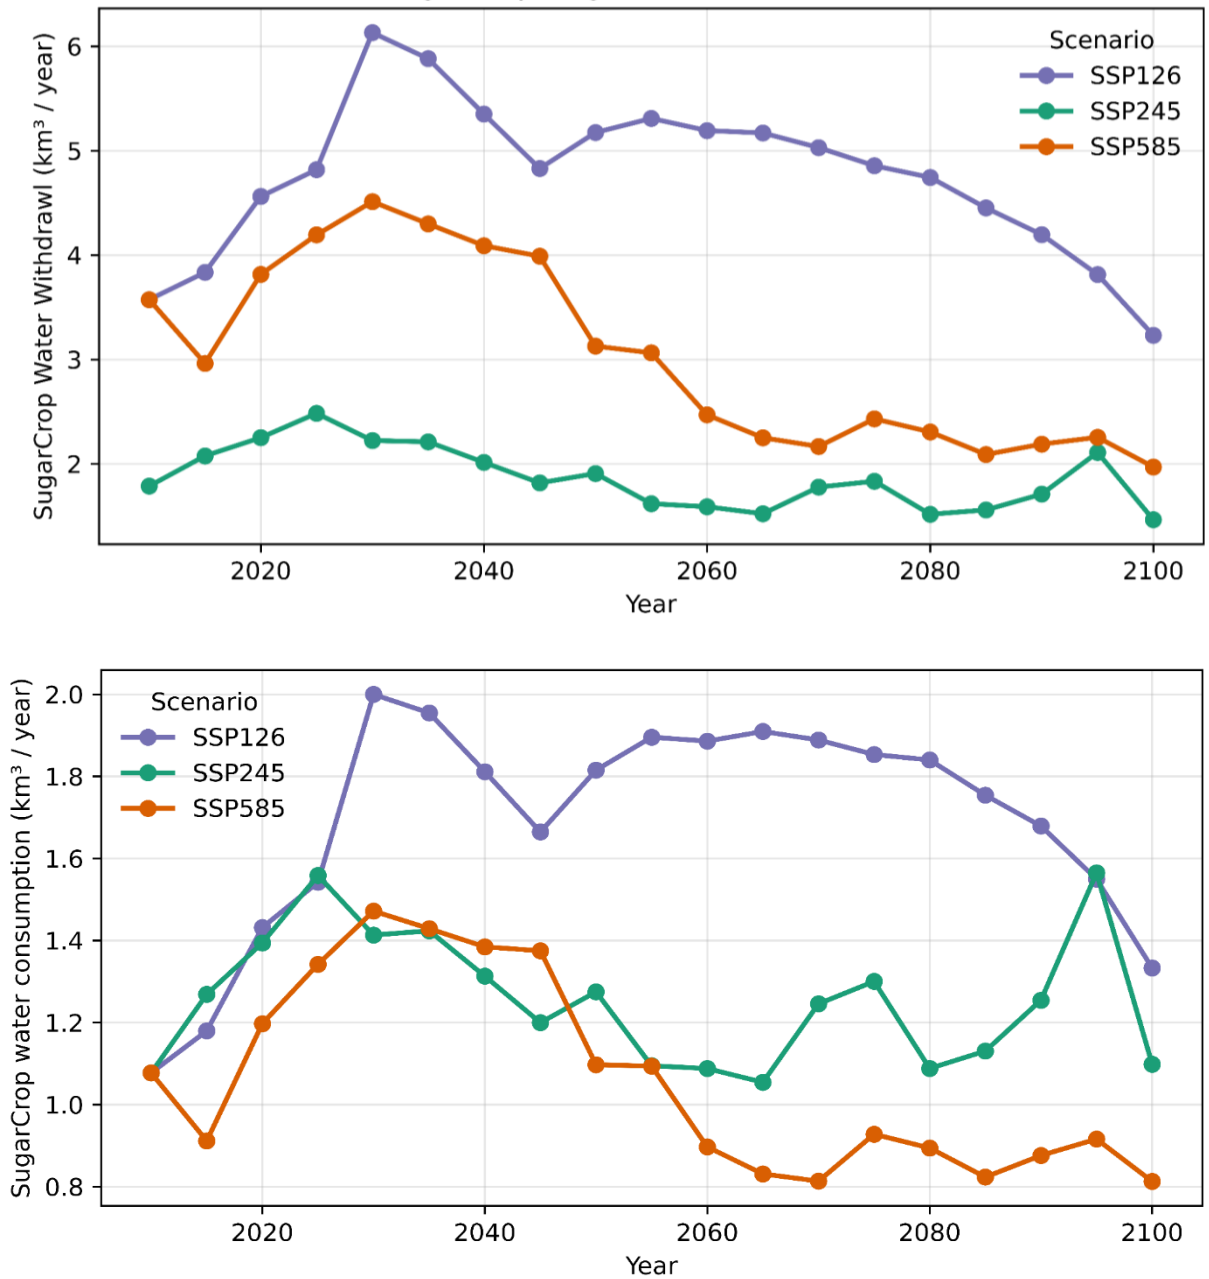 SugarCrop Water Withdrawl (km³ / year)
6
5
4
3
2
Scenario
SSP126
SSP245
SSP585
2020 2040 2060 2080 2100
Year
SugarCrop water consumption (km³ / year)
2.0
1.8
1.6
1.4
1.2
1.0
0.8
Scenario
SSP126
SSP245
SSP585
2020 2040 2060 2080 2100
Year